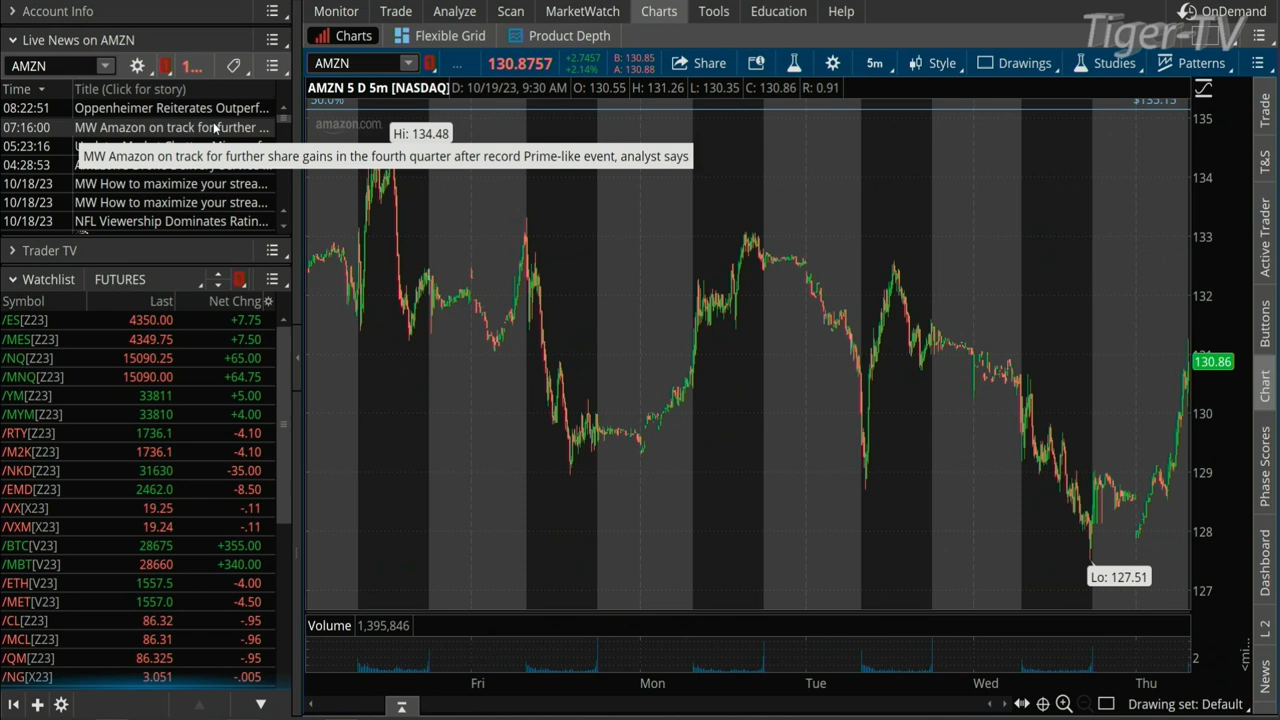 Account Info
Live News on AMZN
AMZN
1...
Time
Title (Click for story)
08:22:51 Oppenheimer Reiterates Outperf...
07:16:00 MW Amazon on track for further ...
05:23:16
MW Amazon on track for further share gains in the fourth quarter after record Prime-like event, analyst says
04:28:53
10/18/23 MW How to maximize your strea...
10/18/23 MW How to maximize your strea...
10/18/23 NFL Viewership Dominates Ratin...
Trader TV
Watchlist FUTURES
Symbol Last Net Chng
/ES[Z23] 4350.00 +7.75
/MES[Z23] 4349.75 +7.50
/NQ[Z23] 15090.25 +65.00
/MNQ[Z23] 15090.00 +64.75
/YM[Z23] 33811 +5.00
/MYM[Z23] 33810 +4.00
/RTY[Z23] 1736.1 -4.10
/M2K[Z23] 1736.1 -4.10
/NKD[Z23] 31630 -35.00
/EMD[Z23] 2462.0 -8.50
/VX[X23] 19.25 -.11
/VXM[X23] 19.24 -.11
/BTC[V23] 28675 +355.00
/MBT[V23] 28660 +340.00
/ETH[V23] 1557.5 -4.00
/MET[V23] 1557.0 -4.50
/CL[Z23] 86.32 -.95
/MCL[Z23] 86.31 -.96
/QM[Z23] 86.325 -.95
/NG[X23] 3.051 -.005
Monitor Trade Analyze Scan MarketWatch Charts Tools Education Help
OnDemand
Tiger-TV
Charts Flexible Grid Product Depth
AMZN
...
130.8757
+2.7457
+2.14%
B: 130.85
A: 130.88
Share
5m
Style
Drawings
Studies
Patterns
AMZN 5 D 5m [NASDAQ] D: 10/19/23, 9:30 AM O: 130.55 H: 131.26 L: 130.35 C: 130.86 R: 0.91
50.0%
$135.15
amazon.com
Hi: 134.48
Lo: 127.51
135
134
133
132
130.86
130
129
128
127
Volume 1,395,846
2
<mi...
Fri Mon Tue Wed Thu
Drawing set: Default
Trade
T&S
Active Trader
Buttons
Chart
Phase Scores
Dashboard
L 2
News